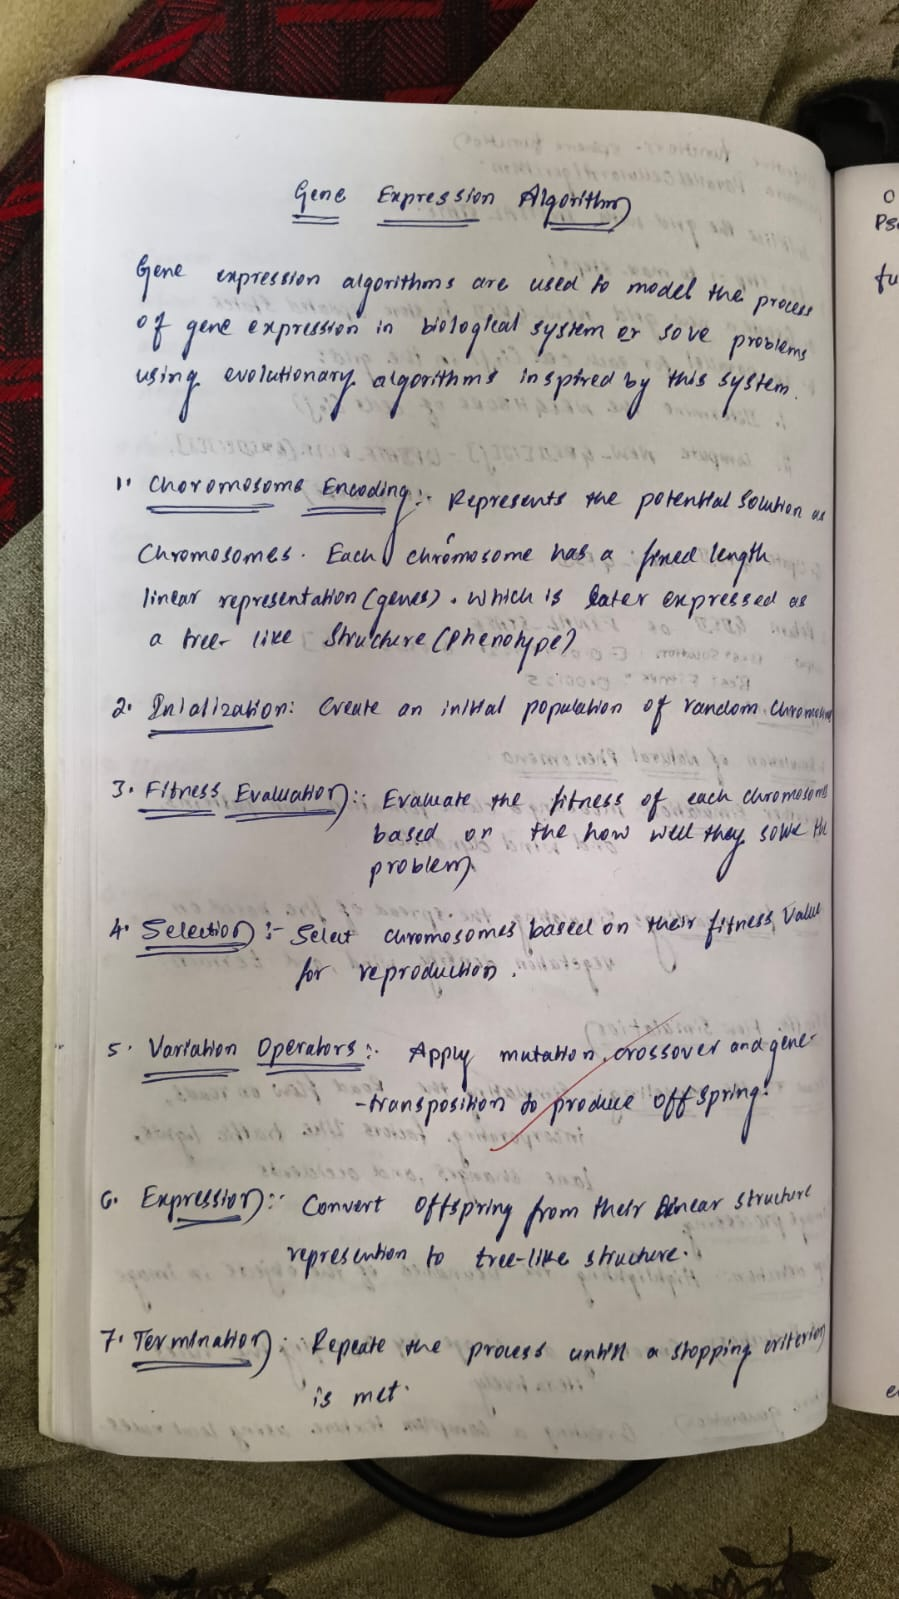 Gene Expression Algorithm
Gene expression algorithms are used to model the process
of gene expression in biological system or sove problems
using evolutionary algorithms inspired by this system.
1. Choromosome Encoding:- Represents the potential solution as
Chromosomes. Each chromosome has a fixed length
linear representation (genes). which is later expressed as
a tree-like Structure (Phenotype)
2. Inialization: Create an initial population of random
3. Fitness Evaluation:- Evaluate the fitness of each chromosome
based on the how well they solve the
problem
4. Selection:- Select chromosomes based on their fitness Value
for reproduction.
5. Variation Operators:- Apply mutation, crossover and gene-
-transposition to produce offspring.
6. Expression:- Convert Offspring from their linear structure
represention to tree-like structure.
7. Termination:- Repeate the process untill a stopping criterion
is met.
O
Ps
fu
e